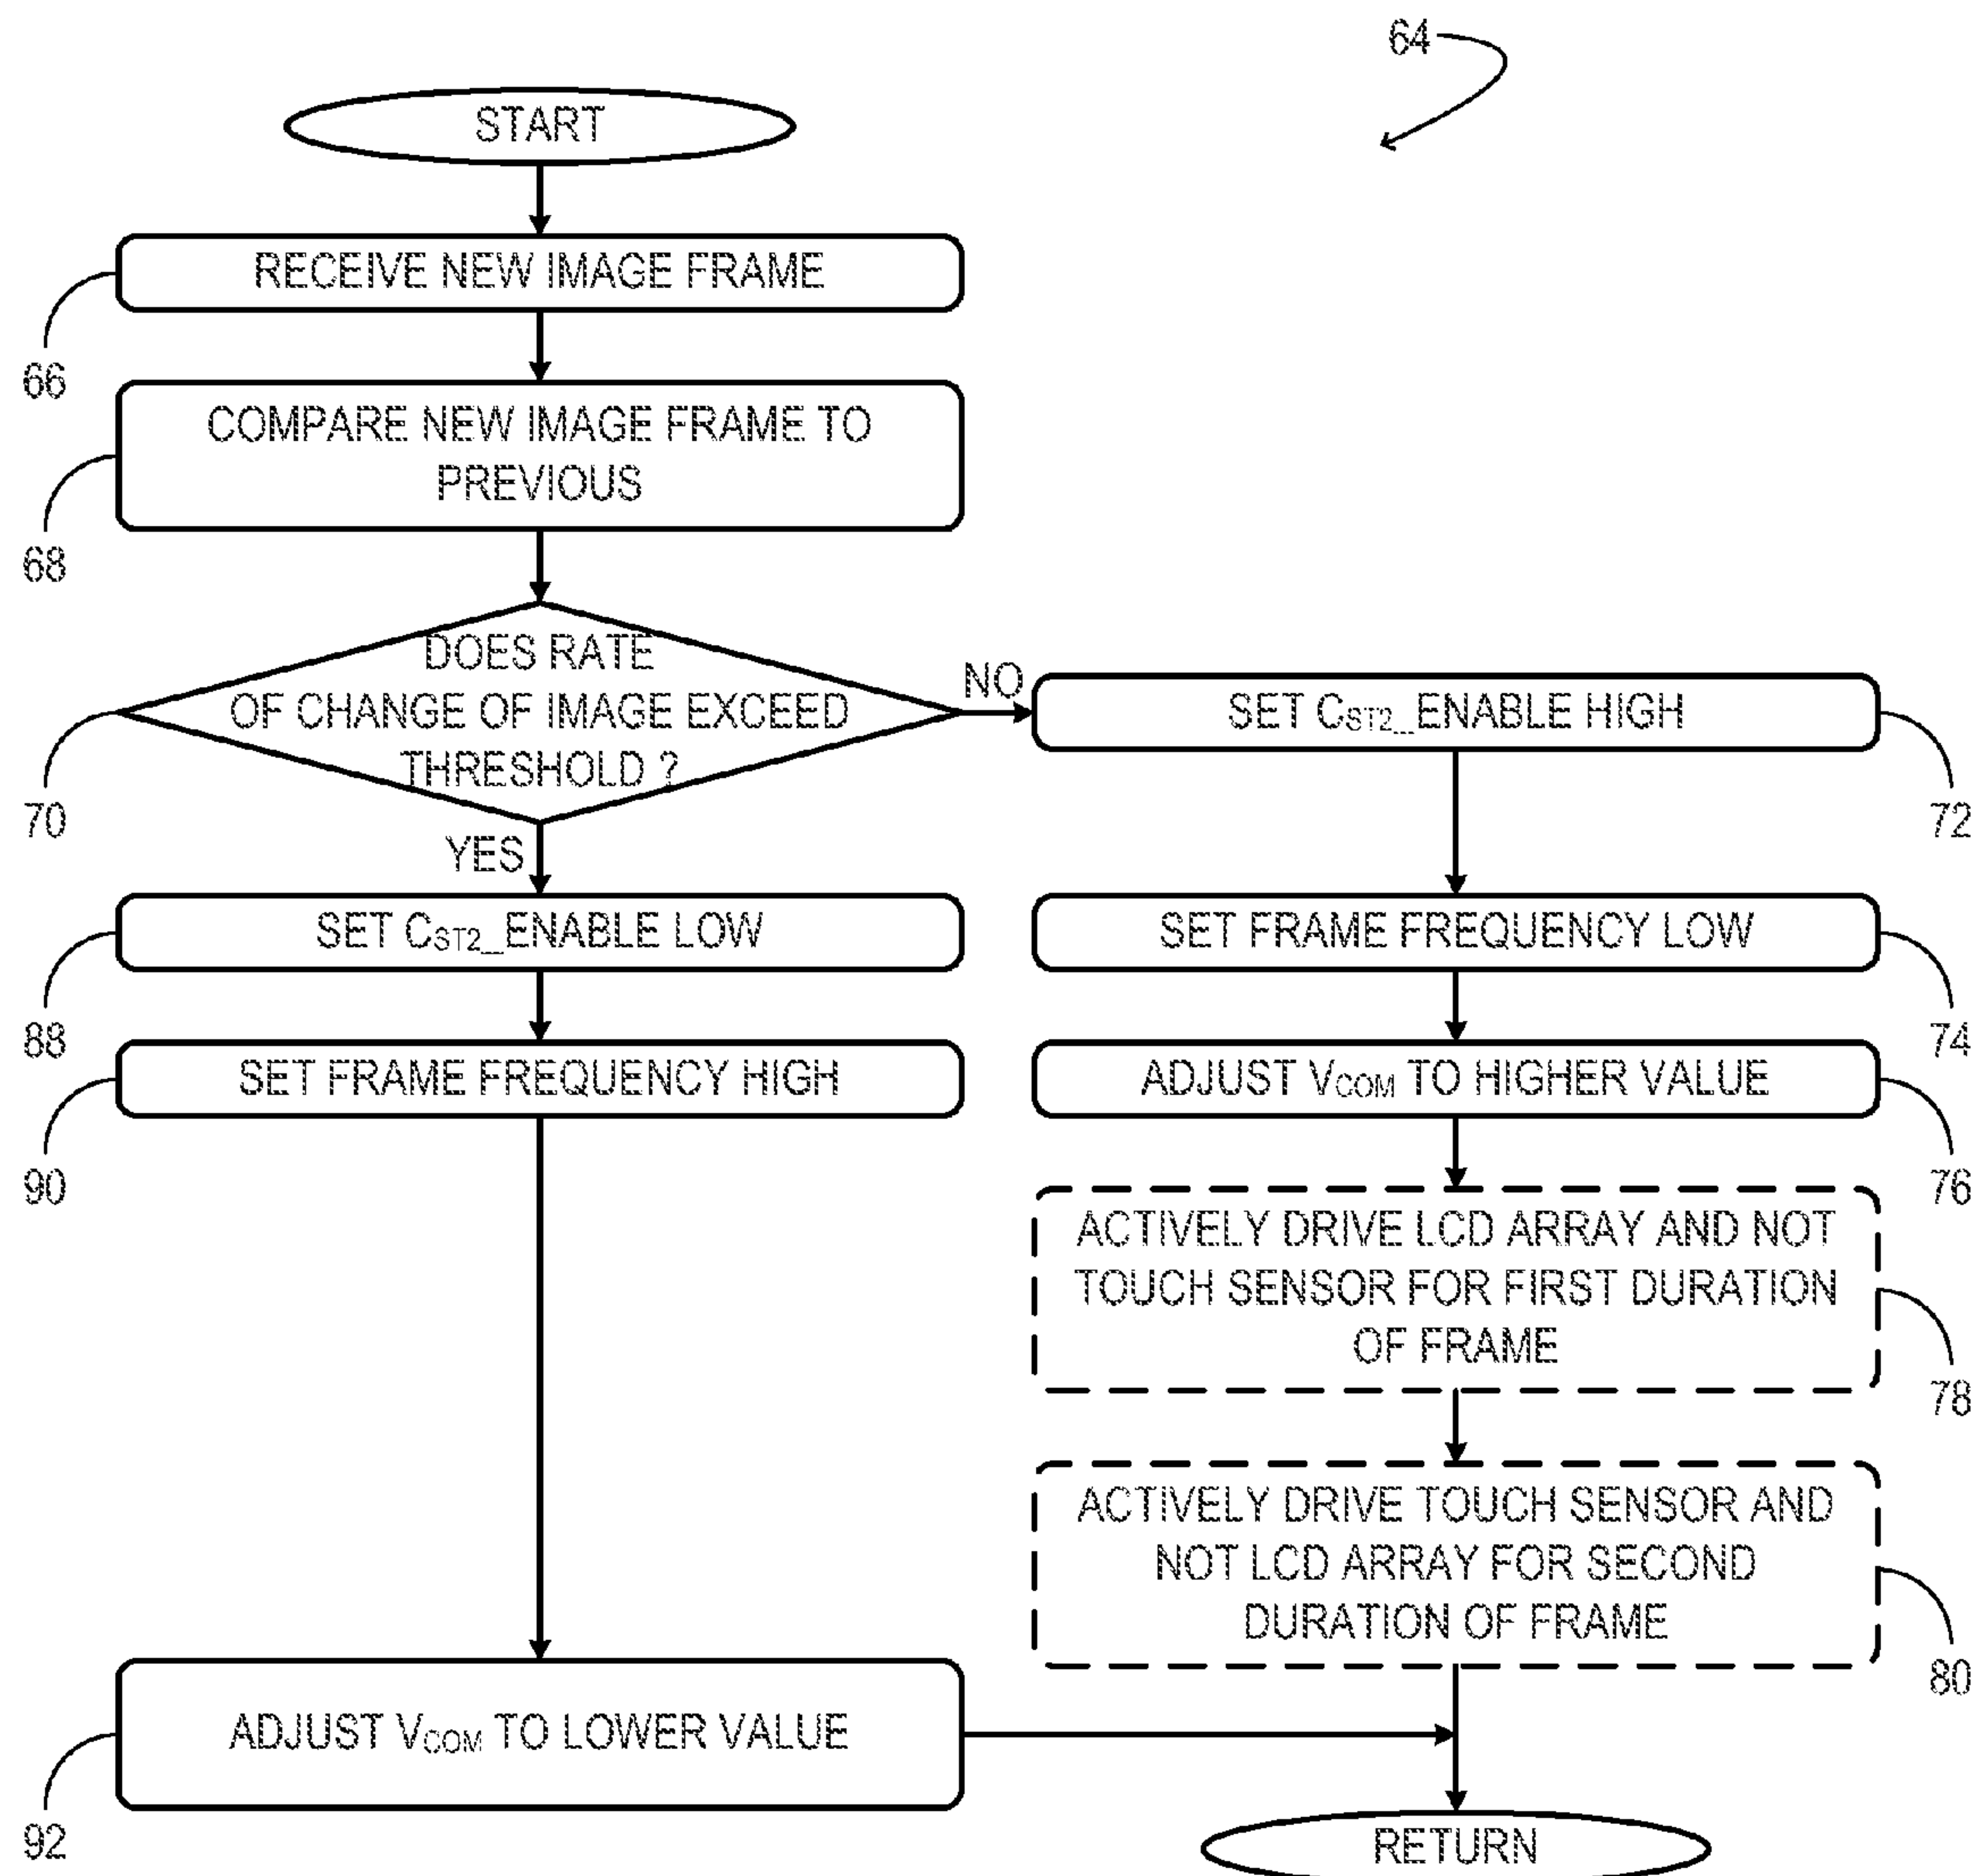 64
START
RECEIVE NEW IMAGE FRAME
66
COMPARE NEW IMAGE FRAME TO
PREVIOUS
68
DOES RATE
OF CHANGE OF IMAGE EXCEED
THRESHOLD ?
70
NO
SET CST2_ENABLE HIGH
72
YES
SET CST2_ENABLE LOW
88
SET FRAME FREQUENCY LOW
74
SET FRAME FREQUENCY HIGH
90
ADJUST VCOM TO HIGHER VALUE
76
ACTIVELY DRIVE LCD ARRAY AND NOT
TOUCH SENSOR FOR FIRST DURATION
OF FRAME
78
ACTIVELY DRIVE TOUCH SENSOR AND
NOT LCD ARRAY FOR SECOND
DURATION OF FRAME
80
ADJUST VCOM TO LOWER VALUE
92
RETURN